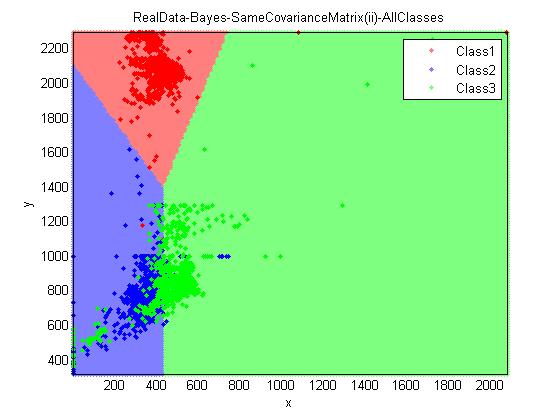 RealData-Bayes-SameCovarianceMatrix(ii)-AllClasses
Class1
Class2
Class3
2200
2000
1800
1600
1400
1200
1000
800
600
400
y
200 400 600 800 1000 1200 1400 1600 1800 2000
x